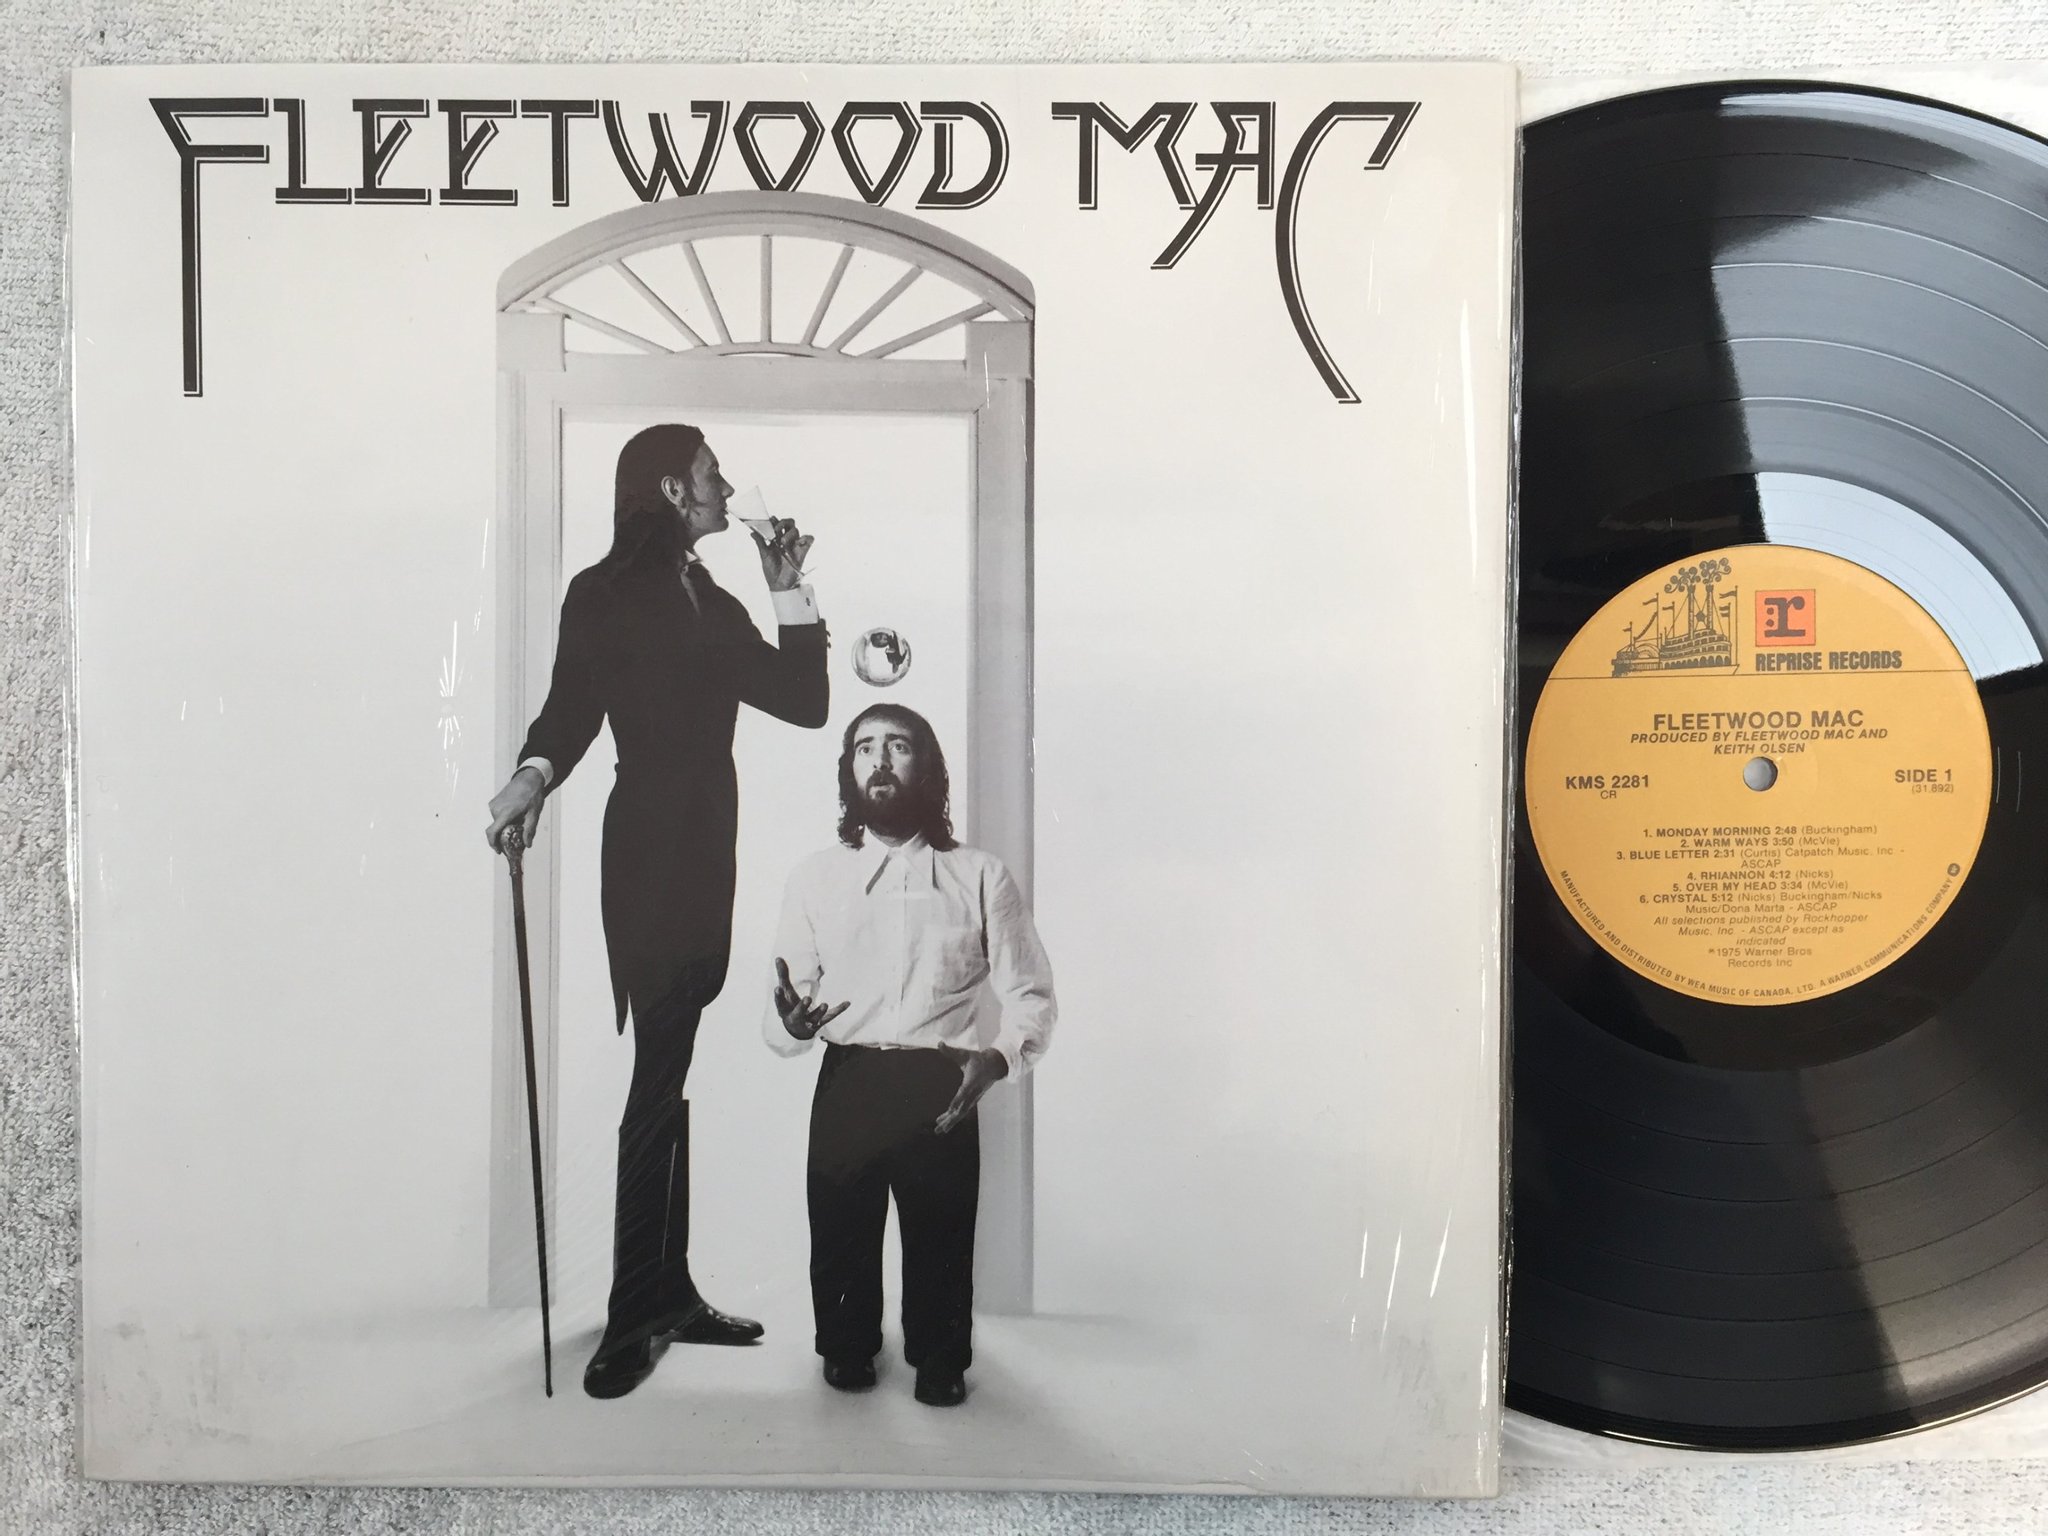 FLEETWOOD MAC
r
REPRISE RECORDS
FLEETWOOD MAC
PRODUCED BY FLEETWOOD MAC AND
KEITH OLSEN
KMS 2281
CR
SIDE 1
(31.892)
1. MONDAY MORNING 2:48 (Buckingham)
2. WARM WAYS 3:50 (McVie)
3. BLUE LETTER 2:31 (Curtis) Catpatch Music, Inc. -
ASCAP
4. RHIANNON 4:12 (Nicks)
5. OVER MY HEAD 3:34 (McVie)
6. CRYSTAL 5:12 (Nicks) Buckingham/Nicks
Music/Dona Marta - ASCAP
All selections published by Rockhopper
Music, Inc. - ASCAP except as
indicated
℗1975 Warner Bros
Records Inc
MANUFACTURED AND DISTRIBUTED BY WEA MUSIC OF CANADA, LTD. A WARNER COMMUNICATIONS COMPANY